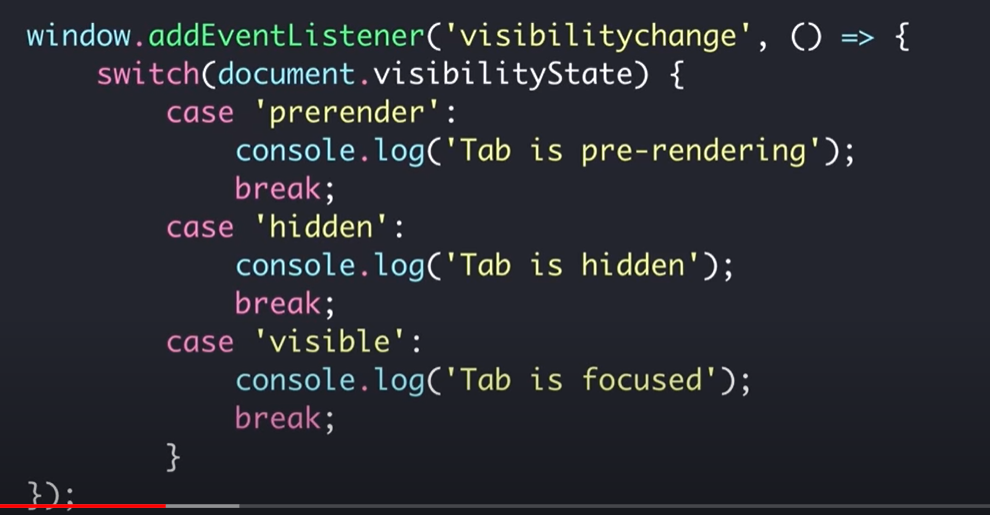 window.addEventListener('visibilitychange', () => {
    switch(document.visibilityState) {
        case 'prerender':
            console.log('Tab is pre-rendering');
            break;
        case 'hidden':
            console.log('Tab is hidden');
            break;
        case 'visible':
            console.log('Tab is focused');
            break;
        }
});